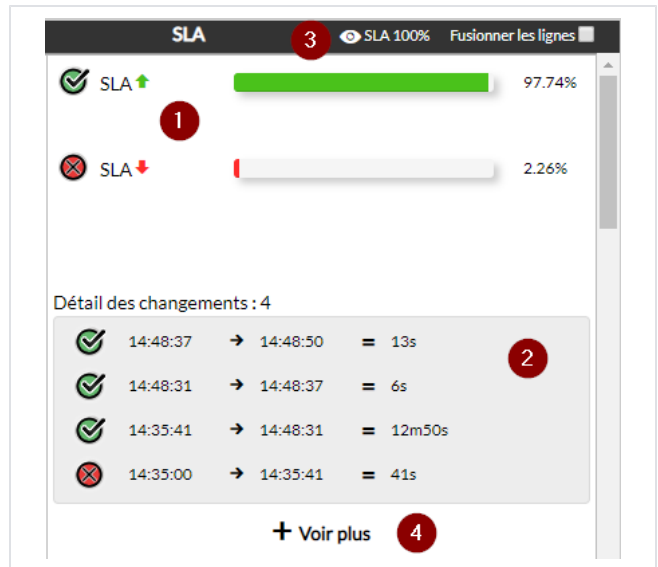 SLA 3 SLA 100% Fusionner les lignes
SLA 97.74%
1
SLA 2.26%
Détail des changements : 4
14:48:37 → 14:48:50 = 13s
2
14:48:31 → 14:48:37 = 6s
14:35:41 → 14:48:31 = 12m50s
14:35:00 → 14:35:41 = 41s
+ Voir plus 4